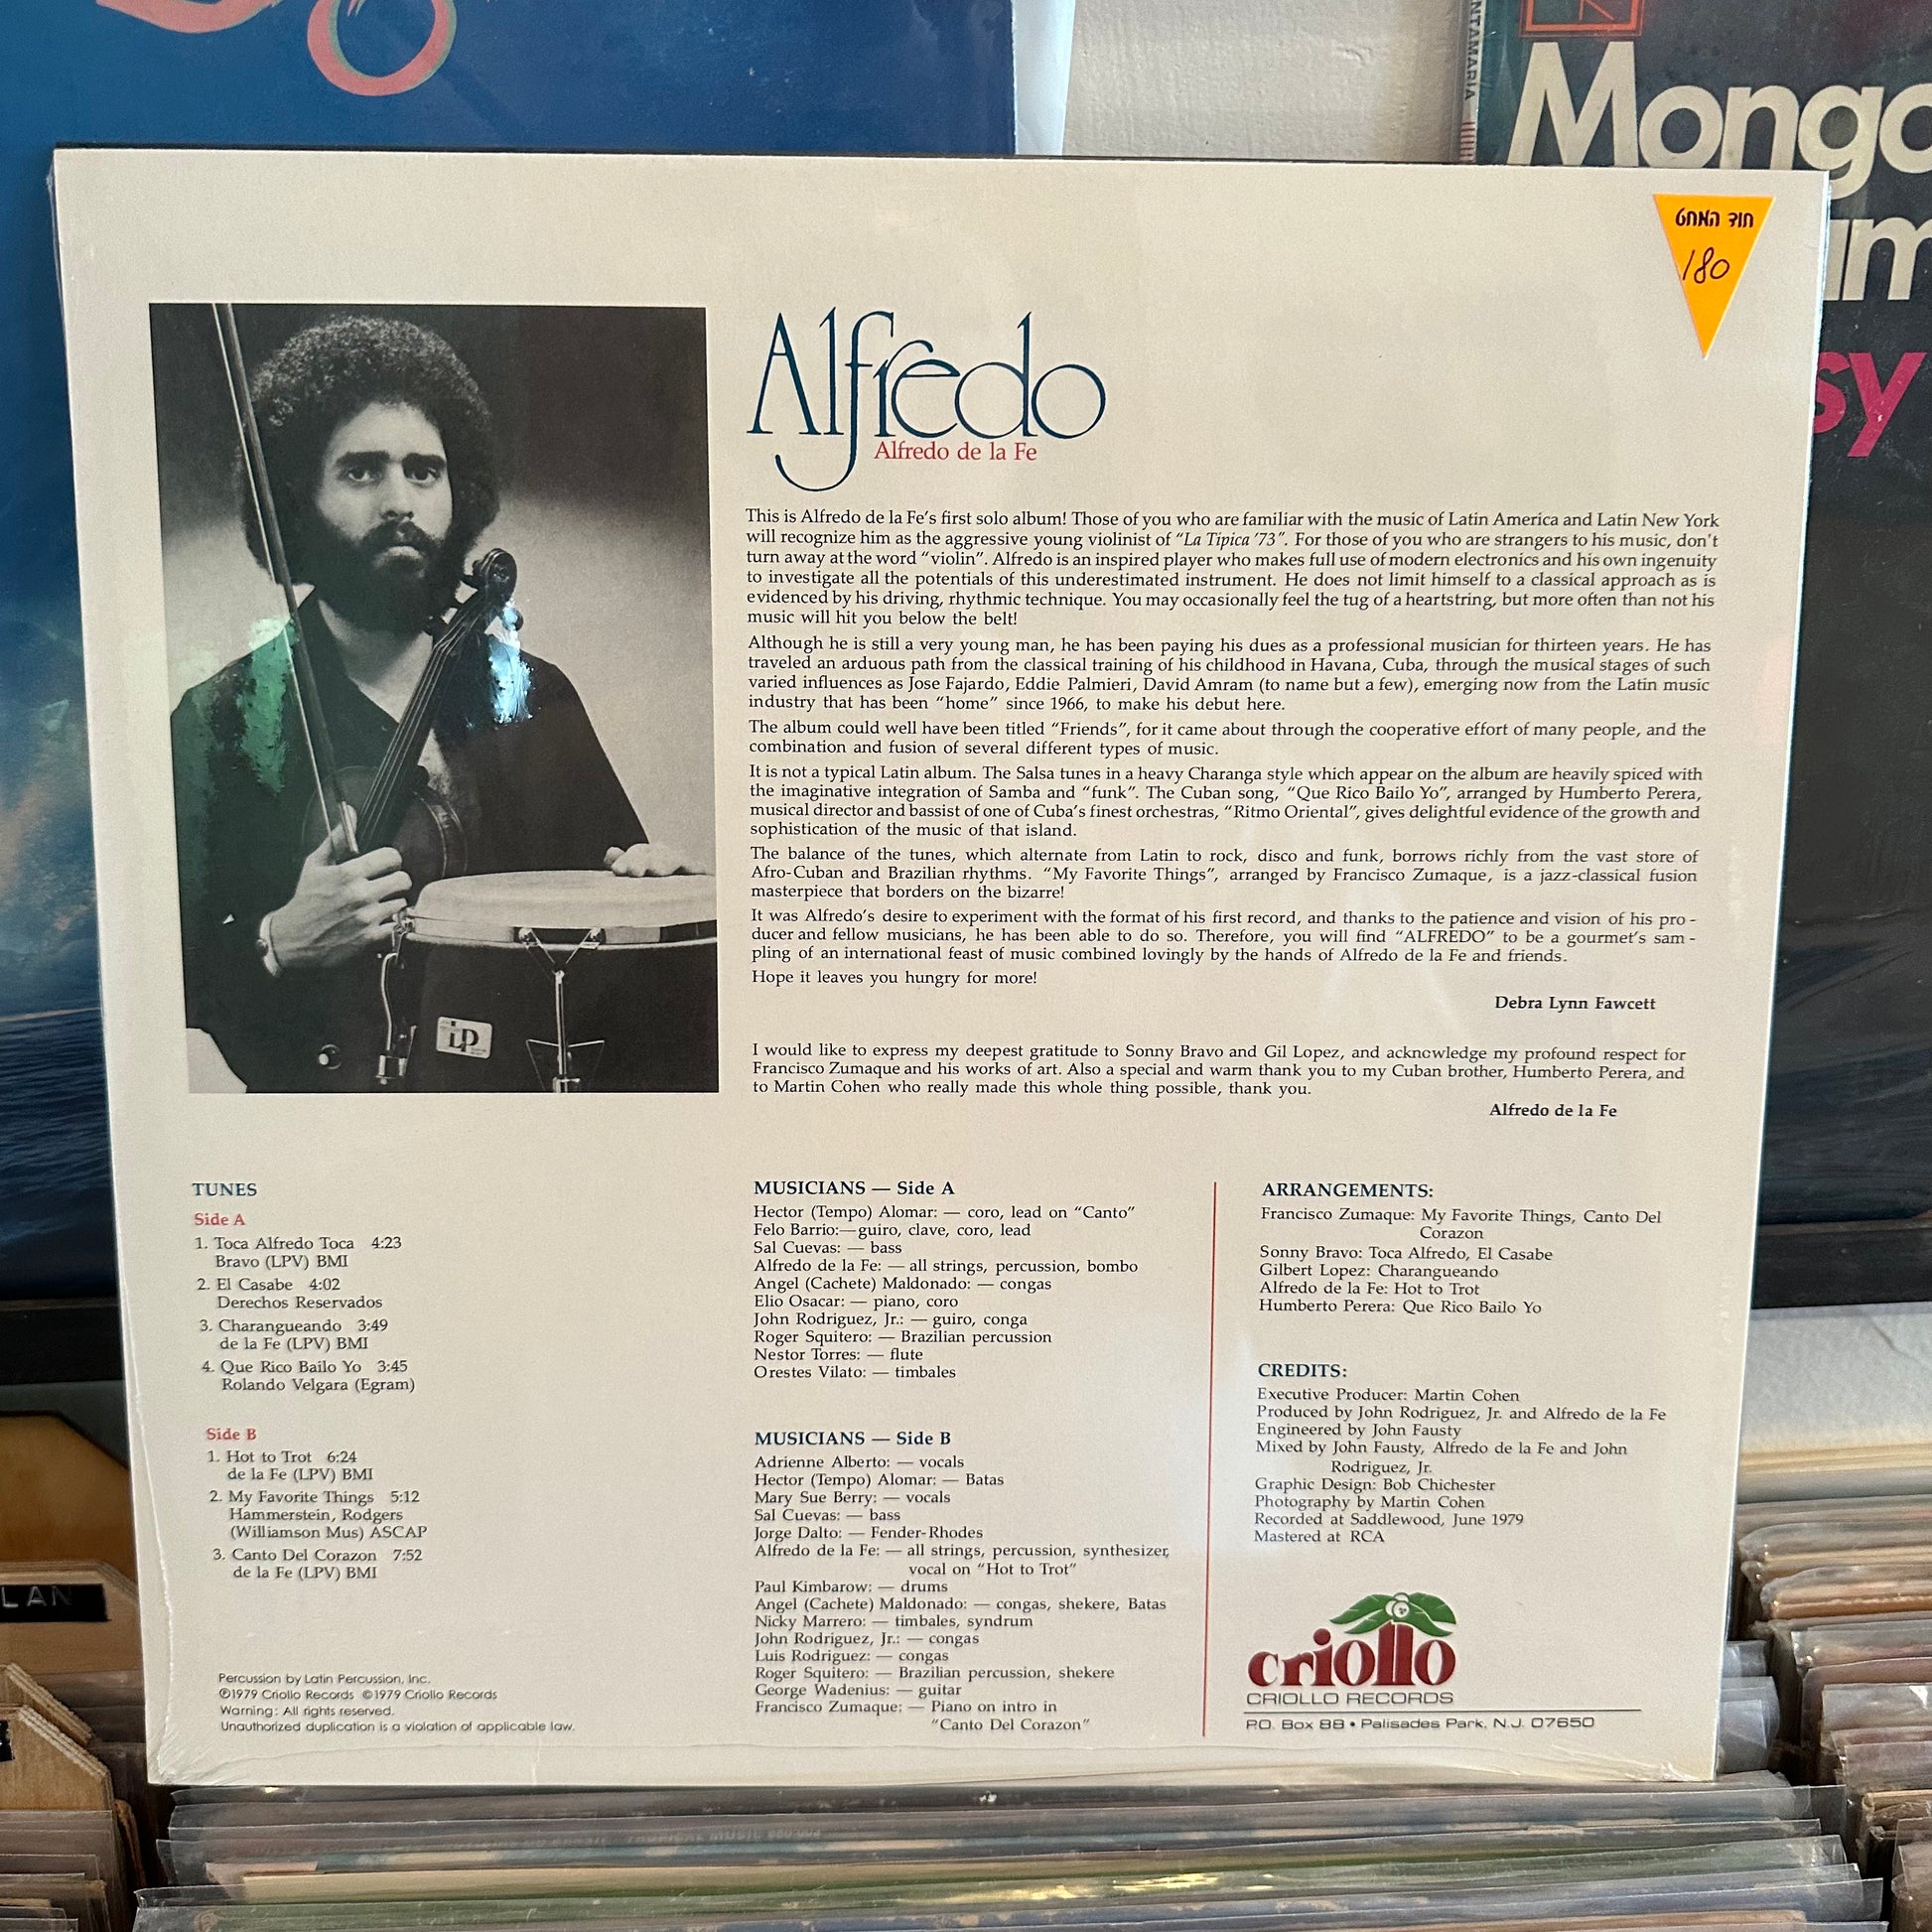 NTAMARIA
Mongo
חוד המחט
180
sy
Alfredo
Alfredo de la Fe
This is Alfredo de la Fe's first solo album! Those of you who are familiar with the music of Latin America and Latin New York
will recognize him as the aggressive young violinist of “La Tipica '73”. For those of you who are strangers to his music, don't
turn away at the word “violin”. Alfredo is an inspired player who makes full use of modern electronics and his own ingenuity
to investigate all the potentials of this underestimated instrument. He does not limit himself to a classical approach as is
evidenced by his driving, rhythmic technique. You may occasionally feel the tug of a heartstring, but more often than not his
music will hit you below the belt!
Although he is still a very young man, he has been paying his dues as a professional musician for thirteen years. He has
traveled an arduous path from the classical training of his childhood in Havana, Cuba, through the musical stages of such
varied influences as Jose Fajardo, Eddie Palmieri, David Amram (to name but a few), emerging now from the Latin music
industry that has been “home” since 1966, to make his debut here.
The album could well have been titled “Friends”, for it came about through the cooperative effort of many people, and the
combination and fusion of several different types of music.
It is not a typical Latin album. The Salsa tunes in a heavy Charanga style which appear on the album are heavily spiced with
the imaginative integration of Samba and “funk”. The Cuban song, “Que Rico Bailo Yo”, arranged by Humberto Perera,
musical director and bassist of one of Cuba's finest orchestras, “Ritmo Oriental”, gives delightful evidence of the growth and
sophistication of the music of that island.
The balance of the tunes, which alternate from Latin to rock, disco and funk, borrows richly from the vast store of
Afro-Cuban and Brazilian rhythms. “My Favorite Things”, arranged by Francisco Zumaque, is a jazz-classical fusion
masterpiece that borders on the bizarre!
It was Alfredo's desire to experiment with the format of his first record, and thanks to the patience and vision of his pro-
ducer and fellow musicians, he has been able to do so. Therefore, you will find “ALFREDO” to be a gourmet's sam-
pling of an international feast of music combined lovingly by the hands of Alfredo de la Fe and friends.
Hope it leaves you hungry for more!
Debra Lynn Fawcett
I would like to express my deepest gratitude to Sonny Bravo and Gil Lopez, and acknowledge my profound respect for
Francisco Zumaque and his works of art. Also a special and warm thank you to my Cuban brother, Humberto Perera, and
to Martin Cohen who really made this whole thing possible, thank you.
Alfredo de la Fe
LP
TUNES
Side A
1. Toca Alfredo Toca 4:23
Bravo (LPV) BMI
2. El Casabe 4:02
Derechos Reservados
3. Charangueando 3:49
de la Fe (LPV) BMI
4. Que Rico Bailo Yo 3:45
Rolando Velgara (Egram)
Side B
1. Hot to Trot 6:24
de la Fe (LPV) BMI
2. My Favorite Things 5:12
Hammerstein, Rodgers
(Williamson Mus) ASCAP
3. Canto Del Corazon 7:52
de la Fe (LPV) BMI
Percussion by Latin Percussion, Inc.
℗1979 Criollo Records ©1979 Criollo Records
Warning: All rights reserved.
Unauthorized duplication is a violation of applicable law.
MUSICIANS — Side A
Hector (Tempo) Alomar: — coro, lead on “Canto”
Felo Barrio:—guiro, clave, coro, lead
Sal Cuevas: — bass
Alfredo de la Fe: — all strings, percussion, bombo
Angel (Cachete) Maldonado: — congas
Elio Osacar: — piano, coro
John Rodriguez, Jr.: — guiro, conga
Roger Squitero: — Brazilian percussion
Nestor Torres: — flute
Orestes Vilato: — timbales
MUSICIANS — Side B
Adrienne Alberto: — vocals
Hector (Tempo) Alomar: — Batas
Mary Sue Berry: — vocals
Sal Cuevas: — bass
Jorge Dalto: — Fender-Rhodes
Alfredo de la Fe: — all strings, percussion, synthesizer,
vocal on “Hot to Trot”
Paul Kimbarow: — drums
Angel (Cachete) Maldonado: — congas, shekere, Batas
Nicky Marrero: — timbales, syndrum
John Rodriguez, Jr.: — congas
Luis Rodriguez: — congas
Roger Squitero: — Brazilian percussion, shekere
George Wadenius: — guitar
Francisco Zumaque: — Piano on intro in
“Canto Del Corazon”
ARRANGEMENTS:
Francisco Zumaque: My Favorite Things, Canto Del
Corazon
Sonny Bravo: Toca Alfredo, El Casabe
Gilbert Lopez: Charangueando
Alfredo de la Fe: Hot to Trot
Humberto Perera: Que Rico Bailo Yo
CREDITS:
Executive Producer: Martin Cohen
Produced by John Rodriguez, Jr. and Alfredo de la Fe
Engineered by John Fausty
Mixed by John Fausty, Alfredo de la Fe and John
Rodriguez, Jr.
Graphic Design: Bob Chichester
Photography by Martin Cohen
Recorded at Saddlewood, June 1979
Mastered at RCA
criollo
CRIOLLO RECORDS
P.O. Box 88 • Palisades Park, N.J. 07650
LAN